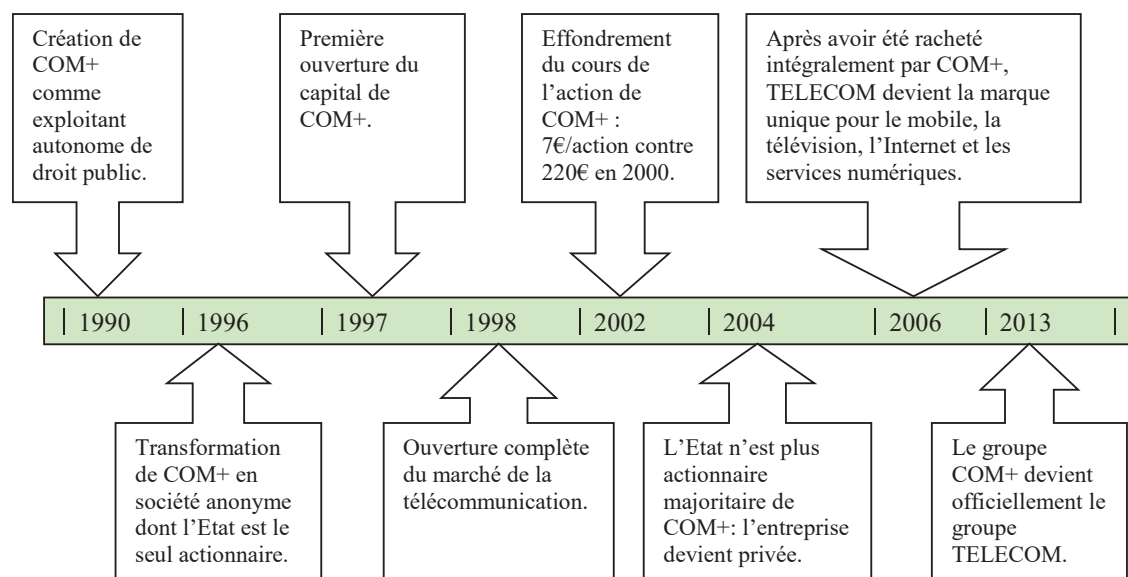 Création de
COM+
comme
exploitant
autonome de
droit public.
Première
ouverture du
capital de
COM+.
Effondrement
du cours de
l’action de
COM+ :
7€/action contre
220€ en 2000.
Après avoir été racheté
intégralement par COM+,
TELECOM devient la marque
unique pour le mobile, la
télévision, l’Internet et les
services numériques.
1990 1996 1997 1998 2002 2004 2006 2013
Transformation
de COM+ en
société anonyme
dont l’Etat est le
seul actionnaire.
Ouverture complète
du marché de la
télécommunication.
L’Etat n’est plus
actionnaire
majoritaire de
COM+: l’entreprise
devient privée.
Le groupe
COM+ devient
officiellement le
groupe
TELECOM.